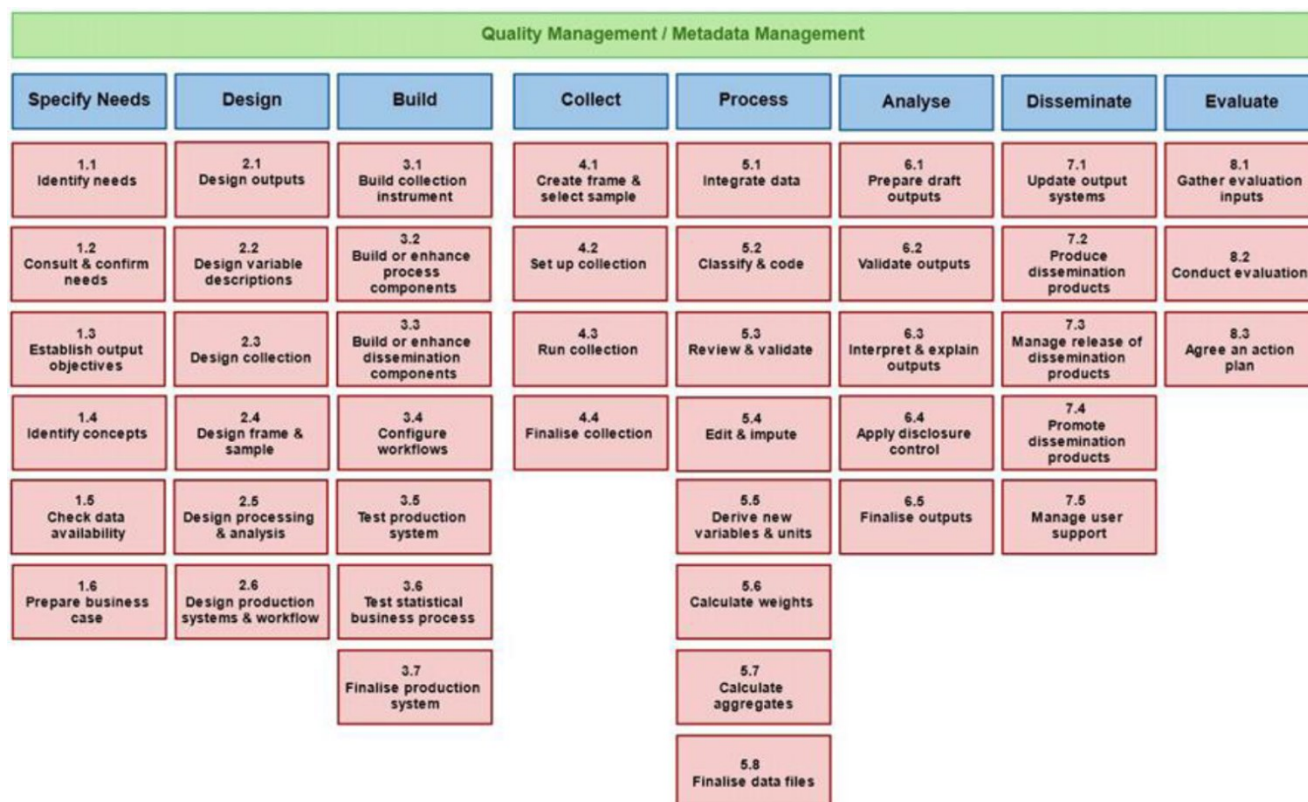 Quality Management / Metadata Management
Specify Needs
Design
Build
Collect
Process
Analyse
Disseminate
Evaluate
1.1
Identify needs
2.1
Design outputs
3.1
Build collection
instrument
4.1
Create frame &
select sample
5.1
Integrate data
6.1
Prepare draft
outputs
7.1
Update output
systems
8.1
Gather evaluation
inputs
1.2
Consult & confirm
needs
2.2
Design variable
descriptions
3.2
Build or enhance
process
components
4.2
Set up collection
5.2
Classify & code
6.2
Validate outputs
7.2
Produce
dissemination
products
8.2
Conduct evaluation
1.3
Establish output
objectives
2.3
Design collection
3.3
Build or enhance
dissemination
components
4.3
Run collection
5.3
Review & validate
6.3
Interpret & explain
outputs
7.3
Manage release of
dissemination
products
8.3
Agree an action
plan
1.4
Identify concepts
2.4
Design frame &
sample
3.4
Configure
workflows
4.4
Finalise collection
5.4
Edit & impute
6.4
Apply disclosure
control
7.4
Promote
dissemination
products
1.5
Check data
availability
2.5
Design processing
& analysis
3.5
Test production
system
5.5
Derive new
variables & units
6.5
Finalise outputs
7.5
Manage user
support
1.6
Prepare business
case
2.6
Design production
systems & workflow
3.6
Test statistical
business process
5.6
Calculate weights
3.7
Finalise production
system
5.7
Calculate
aggregates
5.8
Finalise data files